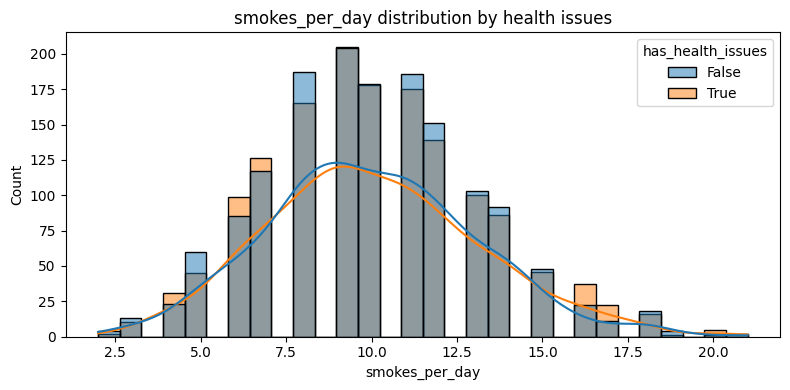 smokes_per_day distribution by health issues
has_health_issues
False
True
Count
200
175
150
125
100
75
50
25
0
2.5 5.0 7.5 10.0 12.5 15.0 17.5 20.0
smokes_per_day